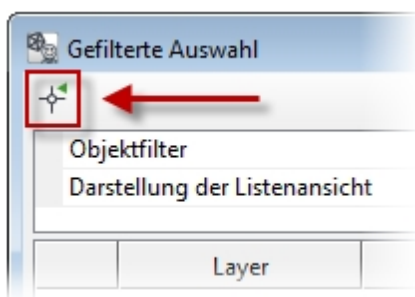 Gefilterte Auswahl
Objektfilter
Darstellung der Listenansicht
Layer